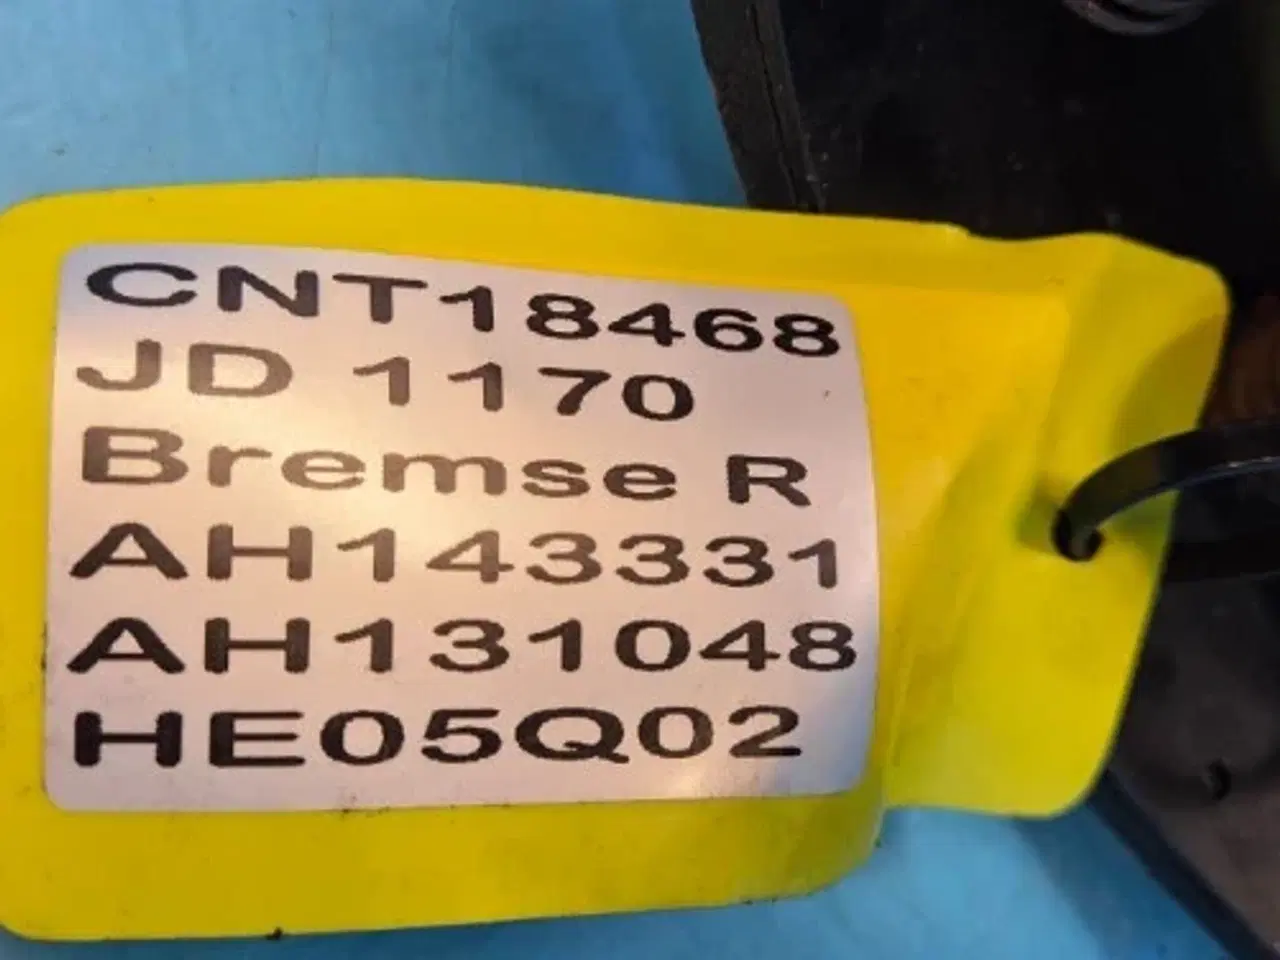 CNT18468
JD 1170
Bremse R
AH143331
AH131048
HE05Q02